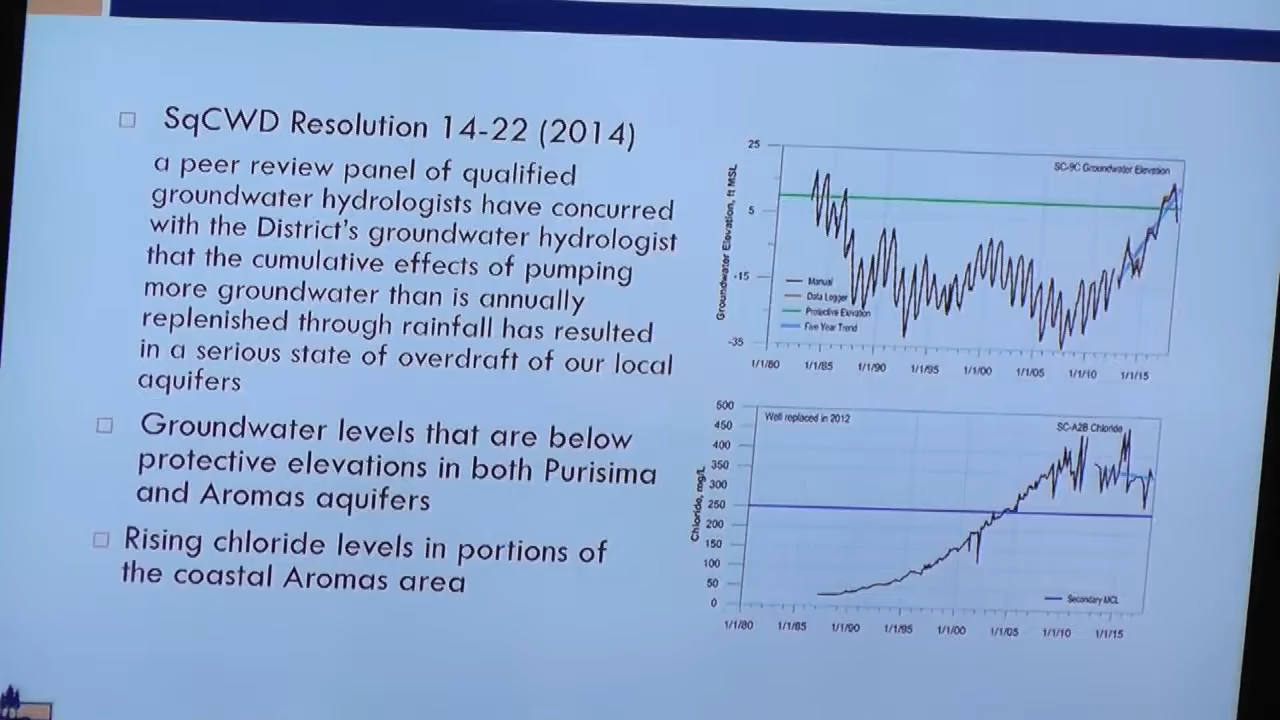 SqCWD Resolution 14-22 (2014)
a peer review panel of qualified
groundwater hydrologists have concurred
with the District's groundwater hydrologist
that the cumulative effects of pumping
more groundwater than is annually
replenished through rainfall has resulted
in a serious state of overdraft of our local
aquifers
Groundwater levels that are below
protective elevations in both Purisima
and Aromas aquifers
Rising chloride levels in portions of
the coastal Aromas area
SC-9C Groundwater Elevation
Groundwater Elevation, ft MSL
25
5
-15
-35
Manual
Data Logger
Protective Elevation
Five Year Trend
1/1/80 1/1/85 1/1/90 1/1/95 1/1/00 1/1/05 1/1/10 1/1/15
Well replaced in 2012
SC-A2B Chloride
Chloride, mg/L
500
450
400
350
300
250
200
150
100
50
0
Secondary MCL
1/1/80 1/1/85 1/1/90 1/1/95 1/1/00 1/1/05 1/1/10 1/1/15